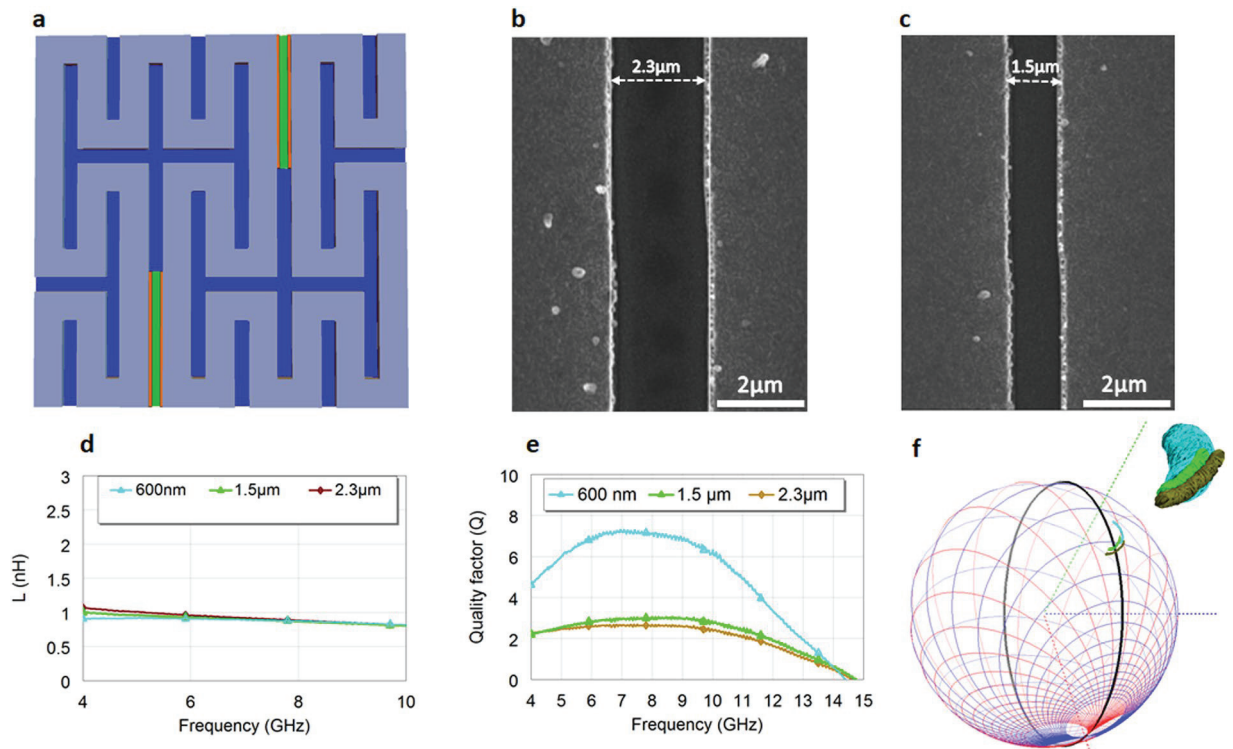 a
b
c
2.3μm
1.5μm
2μm
2μm
d
e
f
3
2.5
2
1.5
1
0.5
0
L (nH)
600nm 1.5μm 2.3μm
4 5 6 7 8 9 10
Frequency (GHz)
10
8
6
4
2
0
Quality factor (Q)
600 nm 1.5 μm 2.3μm
4 5 6 7 8 9 10 11 12 13 14 15
Frequency (GHz)